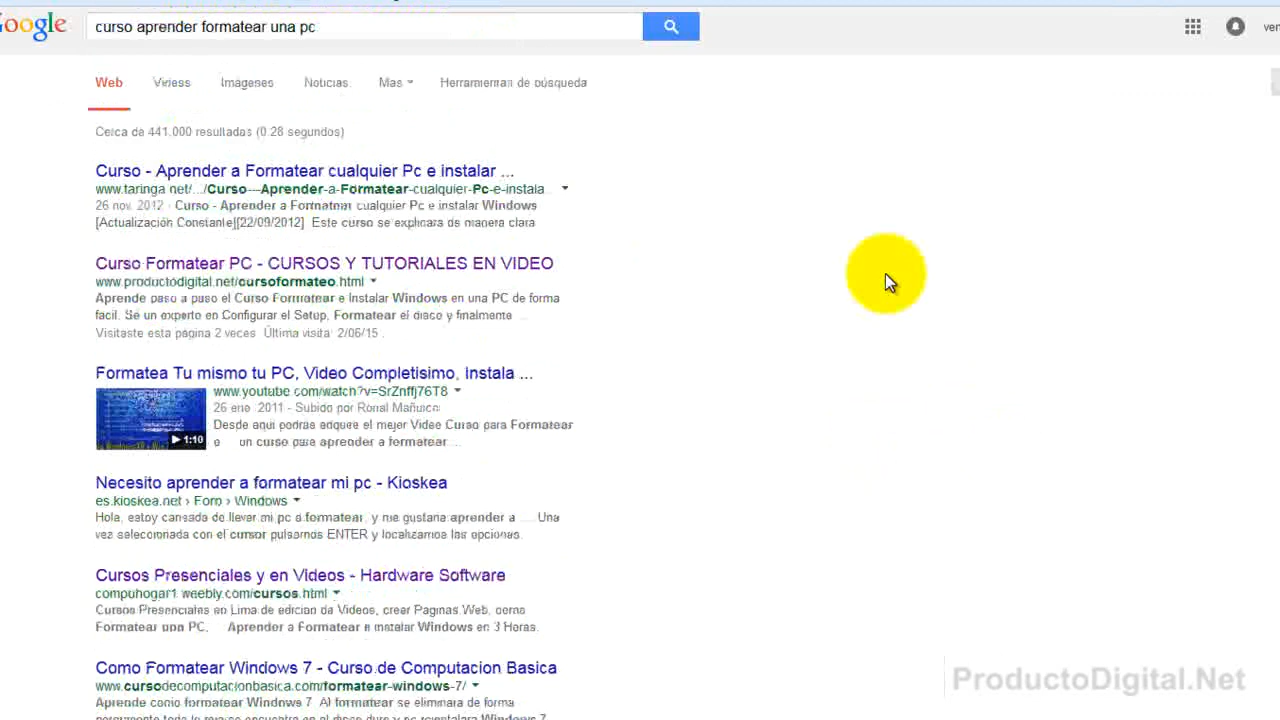 Google curso aprender formatear una pc
Web Vídeos Imágenes Noticias Más Herramientas de búsqueda
Cerca de 441.000 resultados (0.28 segundos)
Curso - Aprender a Formatear cualquier Pc e instalar ...
www.taringa.net/.../Curso---Aprender-a-Formatear-cualquier-Pc-e-instala...
26 nov. 2012 - Curso - Aprender a Formatear cualquier Pc e instalar Windows
[Actualización Constante][22/09/2012] Este curso se explicara de manera clara
Curso Formatear PC - CURSOS Y TUTORIALES EN VIDEO
www.productodigital.net/cursoformateo.html
Aprende paso a paso el Curso Formatear e Instalar Windows en una PC de forma
facil. Sé un experto en Configurar el Setup, Formatear el disco y finalmente ...
Visitaste esta página 2 veces. Última visita: 2/06/15 .
Formatea Tu mismo tu PC, Video Completisimo, Instala ...
www.youtube.com/watch?v=SrZnffj76T8
1:10
26 ene. 2011 - Subido por Ronal Mañuico
Desde aqui podras adquire el mejor Video Curso para Formatear
e un curso para aprender a formatear ...
Necesito aprender a formatear mi pc - Kioskea
es.kioskea.net › Foro › Windows
Hola, estoy cansado de llevar mi pc a formatear, y me gustaria aprender a ... Una
vez seleccionada con el cursor pulsamos ENTER y localizamos las opciones.
Cursos Presenciales y en Videos - Hardware Software
compuhogar1.weebly.com/cursos.html
Cursos Presenciales en Lima de edicion de Videos, crear Paginas Web, como
Formatear una PC, Aprender a Formatear e instalar Windows en 3 Horas.
Como Formatear Windows 7 - Curso de Computacion Basica
www.cursodecomputacionbasica.com/formatear-windows-7/
Aprende como formatear Windows 7. Al formatear se eliminara de forma
ProductoDigital.Net